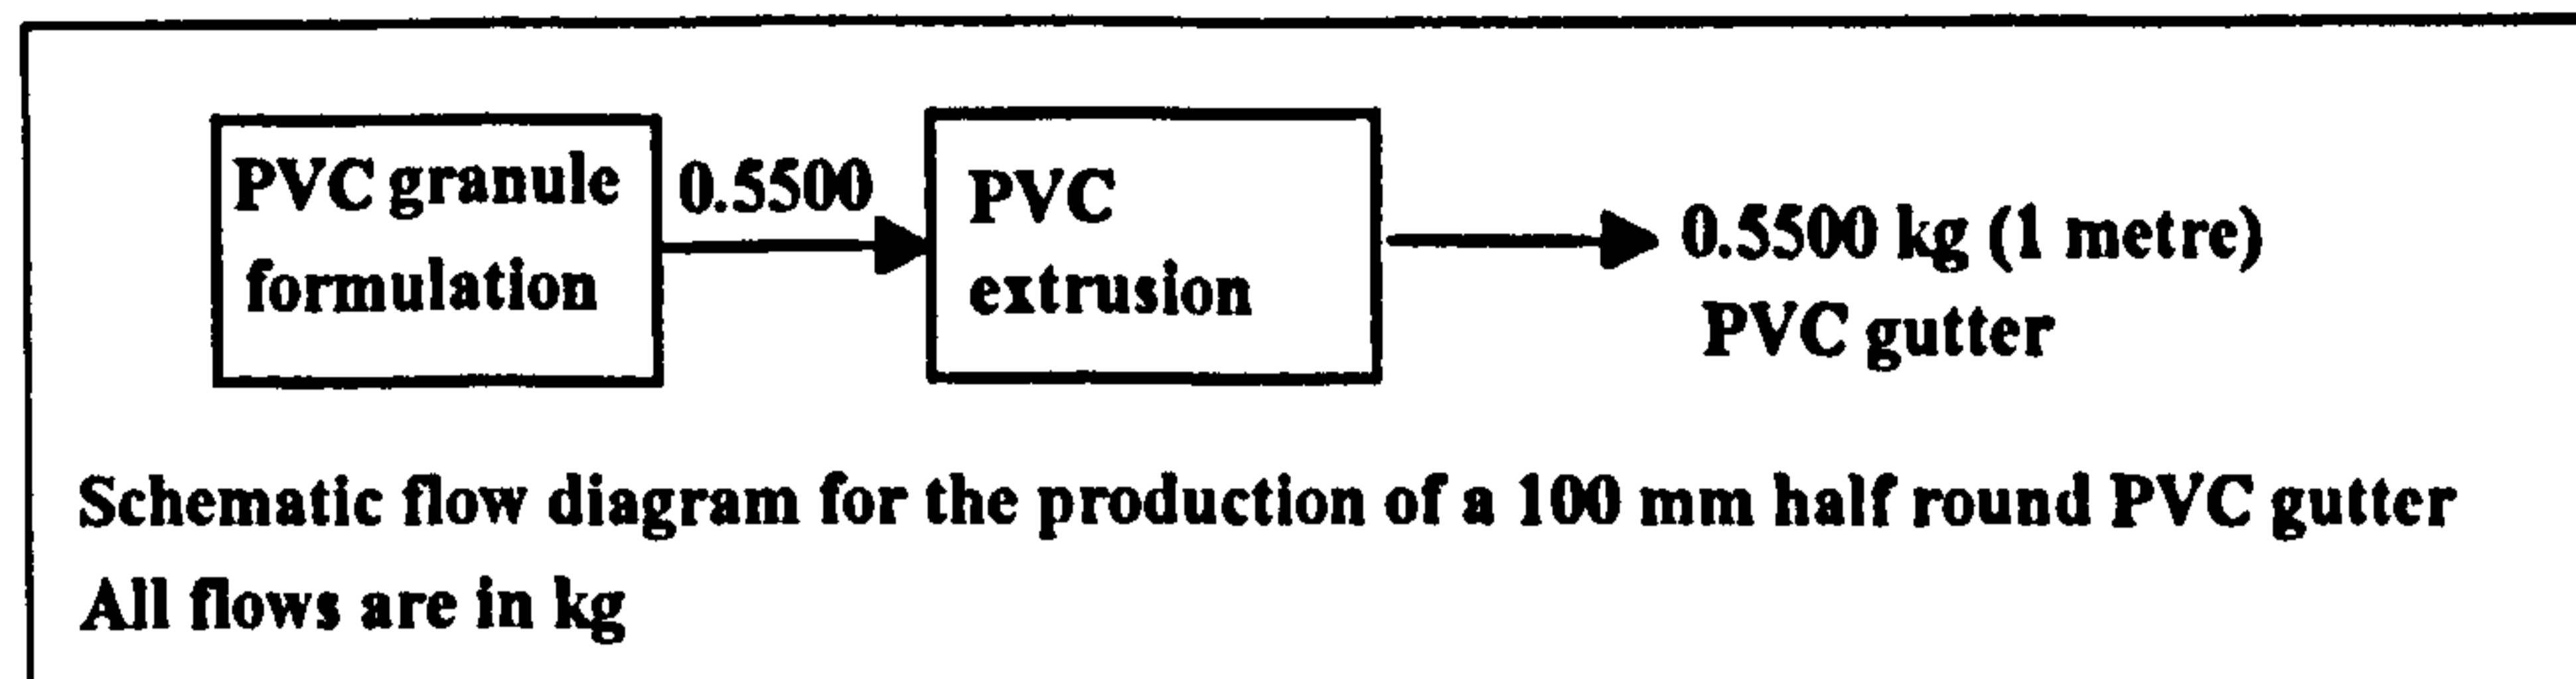 PVC granule
formulation
0.5500
PVC
extrusion
0.5500 kg (1 metre)
PVC gutter
Schematic flow diagram for the production of a 100 mm half round PVC gutter
All flows are in kg